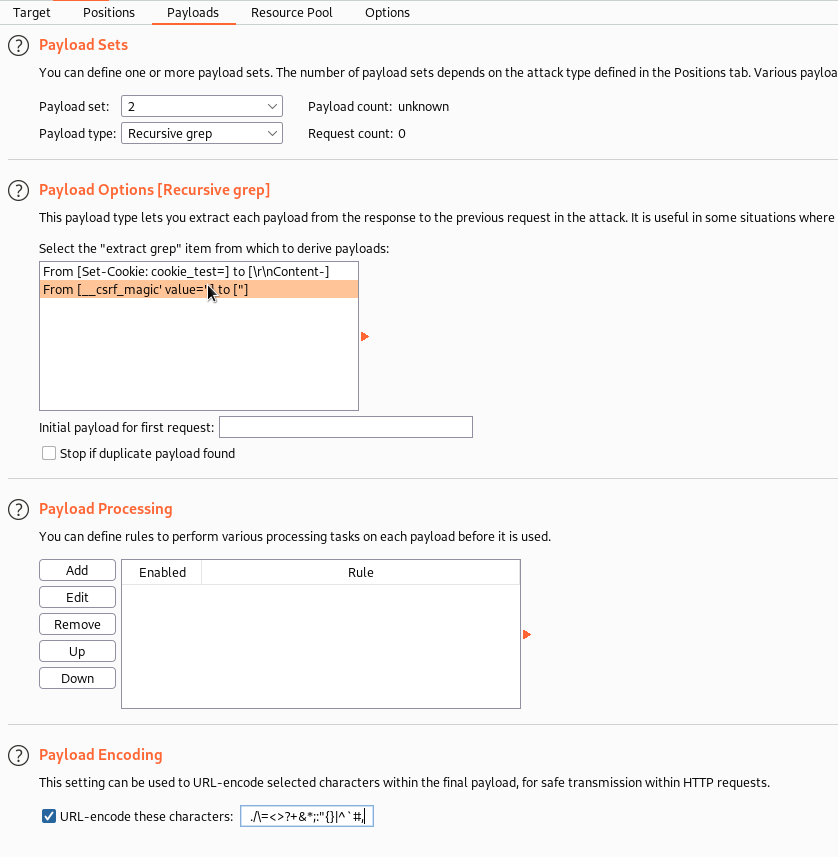 Target Positions Payloads Resource Pool Options
? Payload Sets
You can define one or more payload sets. The number of payload sets depends on the attack type defined in the Positions tab. Various payloa
Payload set: 2 Payload count: unknown
Payload type: Recursive grep Request count: 0
? Payload Options [Recursive grep]
This payload type lets you extract each payload from the response to the previous request in the attack. It is useful in some situations where
Select the "extract grep" item from which to derive payloads:
From [Set-Cookie: cookie_test=] to [\r\nContent-]
From [__csrf_magic' value="] to ["]
Initial payload for first request:
Stop if duplicate payload found
? Payload Processing
You can define rules to perform various processing tasks on each payload before it is used.
Add Enabled Rule
Edit
Remove
Up
Down
? Payload Encoding
This setting can be used to URL-encode selected characters within the final payload, for safe transmission within HTTP requests.
URL-encode these characters: ./\=<>?+&*;:"{}|^`#,